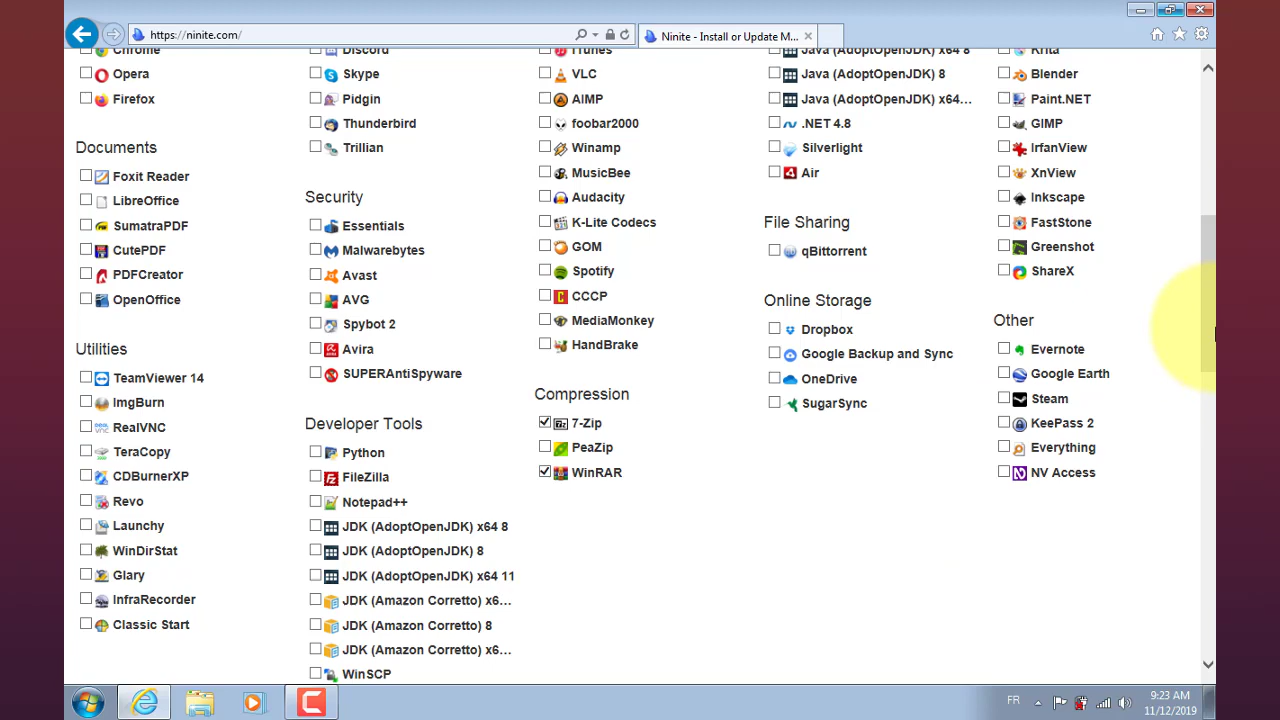 https://ninite.com/
Ninite - Install or Update M...
Chrome
Opera
Firefox
Documents
Foxit Reader
LibreOffice
SumatraPDF
CutePDF
PDFCreator
OpenOffice
Utilities
TeamViewer 14
ImgBurn
RealVNC
TeraCopy
CDBurnerXP
Revo
Launchy
WinDirStat
Glary
InfraRecorder
Classic Start
Discord
Skype
Pidgin
Thunderbird
Trillian
Security
Essentials
Malwarebytes
Avast
AVG
Spybot 2
Avira
SUPERAntiSpyware
Developer Tools
Python
FileZilla
Notepad++
JDK (AdoptOpenJDK) x64 8
JDK (AdoptOpenJDK) 8
JDK (AdoptOpenJDK) x64 11
JDK (Amazon Corretto) x6...
JDK (Amazon Corretto) 8
JDK (Amazon Corretto) x6...
WinSCP
iTunes
VLC
AIMP
foobar2000
Winamp
MusicBee
Audacity
K-Lite Codecs
GOM
Spotify
CCCP
MediaMonkey
HandBrake
Compression
7-Zip
PeaZip
WinRAR
Java (AdoptOpenJDK) x64 8
Java (AdoptOpenJDK) 8
Java (AdoptOpenJDK) x64...
.NET 4.8
Silverlight
Air
File Sharing
qBittorrent
Online Storage
Dropbox
Google Backup and Sync
OneDrive
SugarSync
Krita
Blender
Paint.NET
GIMP
IrfanView
XnView
Inkscape
FastStone
Greenshot
ShareX
Other
Evernote
Google Earth
Steam
KeePass 2
Everything
NV Access
FR
9:23 AM
11/12/2019